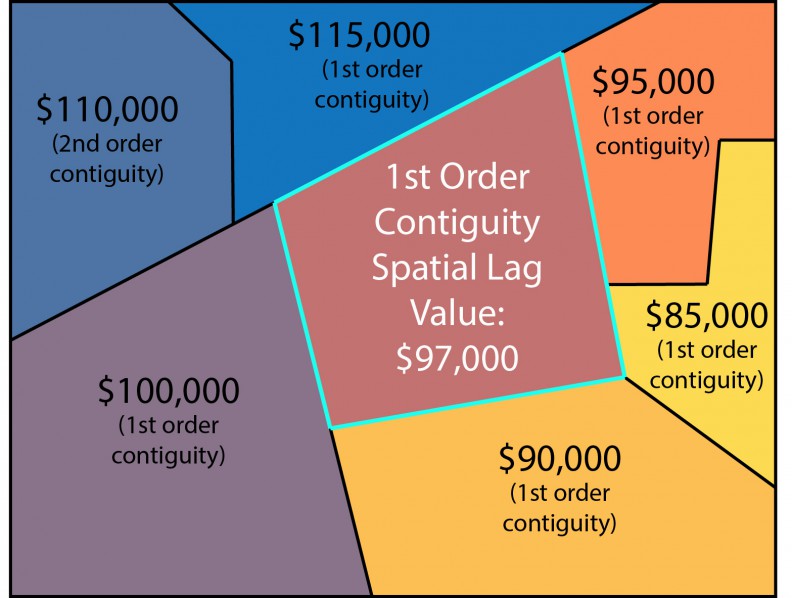 $115,000
(1st order
contiguity)
$95,000
(1st order
contiguity)
$110,000
(2nd order
contiguity)
1st Order
Contiguity
Spatial Lag
Value:
$97,000
$85,000
(1st order
contiguity)
$100,000
(1st order
contiguity)
$90,000
(1st order
contiguity)